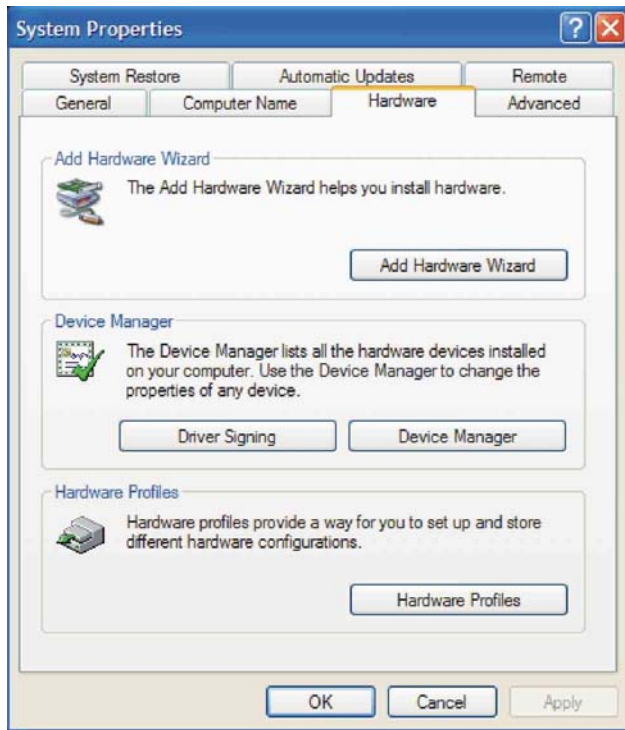 System Properties
System Restore Automatic Updates Remote
General Computer Name Hardware Advanced
Add Hardware Wizard
The Add Hardware Wizard helps you install hardware.
Add Hardware Wizard
Device Manager
The Device Manager lists all the hardware devices installed
on your computer. Use the Device Manager to change the
properties of any device.
Driver Signing Device Manager
Hardware Profiles
Hardware profiles provide a way for you to set up and store
different hardware configurations.
Hardware Profiles
OK Cancel Apply